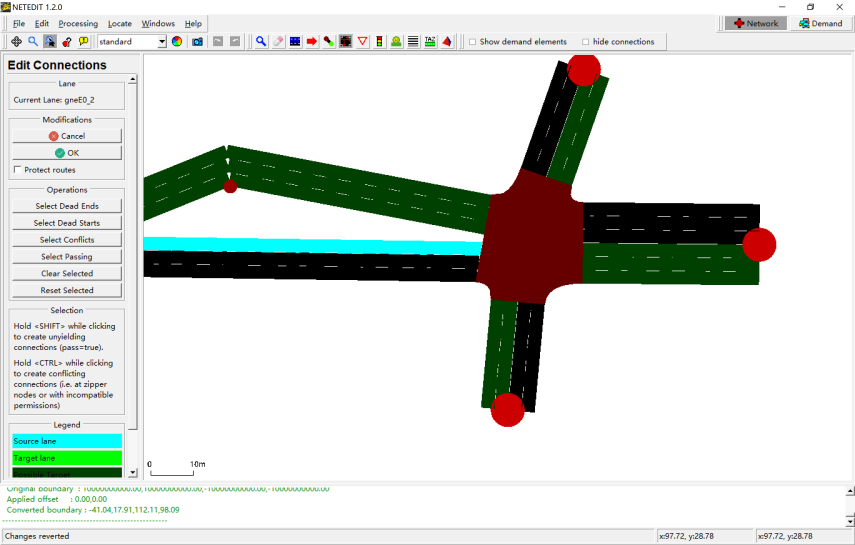 NETEDIT 1.2.0
File Edit Processing Locate Windows Help
Network Demand
standard
TAZ
Show demand elements hide connections
Edit Connections
Lane
Current Lane: gneE0_2
Modifications
Cancel
OK
Protect routes
Operations
Select Dead Ends
Select Dead Starts
Select Conflicts
Select Passing
Clear Selected
Reset Selected
Selection
Hold <SHIFT> while clicking
to create unyielding
connections (pass=true).
Hold <CTRL> while clicking
to create conflicting
connections (i.e. at zipper
nodes or with incompatible
permissions)
Legend
Source lane
Target lane
Possible Target
0 10m
Original boundary : 10000000000.00,10000000000.00,-10000000000.00,-10000000000.00
Applied offset : 0.00,0.00
Converted boundary : -41.04,17.91,112.11,98.09
Changes reverted
x:97.72, y:28.78
x:97.72, y:28.78